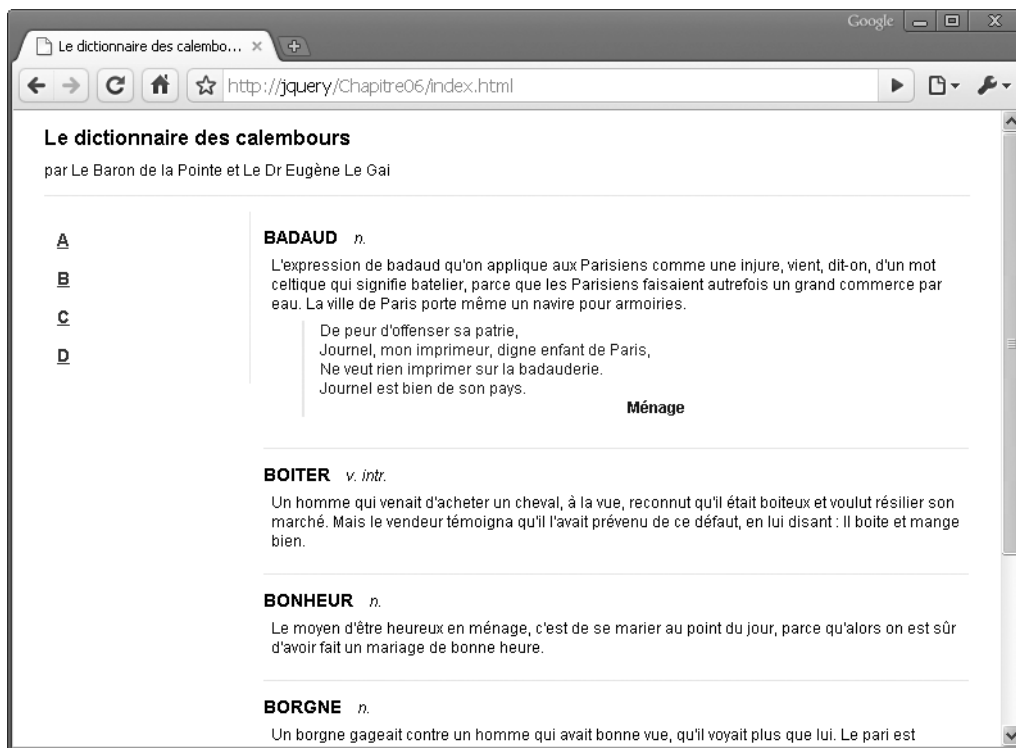 Google
Le dictionnaire des calembo...
http://jquery/Chapitre06/index.html
Le dictionnaire des calembours
par Le Baron de la Pointe et Le Dr Eugène Le Gai
A
B
C
D
BADAUD n.
L'expression de badaud qu'on applique aux Parisiens comme une injure, vient, dit-on, d'un mot
celtique qui signifie batelier, parce que les Parisiens faisaient autrefois un grand commerce par
eau. La ville de Paris porte même un navire pour armoiries.
De peur d'offenser sa patrie,
Journel, mon imprimeur, digne enfant de Paris,
Ne veut rien imprimer sur la badauderie.
Journel est bien de son pays.
Ménage
BOITER v. intr.
Un homme qui venait d'acheter un cheval, à la vue, reconnut qu'il était boiteux et voulut résilier son
marché. Mais le vendeur témoigna qu'il l'avait prévenu de ce défaut, en lui disant : Il boite et mange
bien.
BONHEUR n.
Le moyen d'être heureux en ménage, c'est de se marier au point du jour, parce qu'alors on est sûr
d'avoir fait un mariage de bonne heure.
BORGNE n.
Un borgne gageait contre un homme qui avait bonne vue, qu'il voyait plus que lui. Le pari est